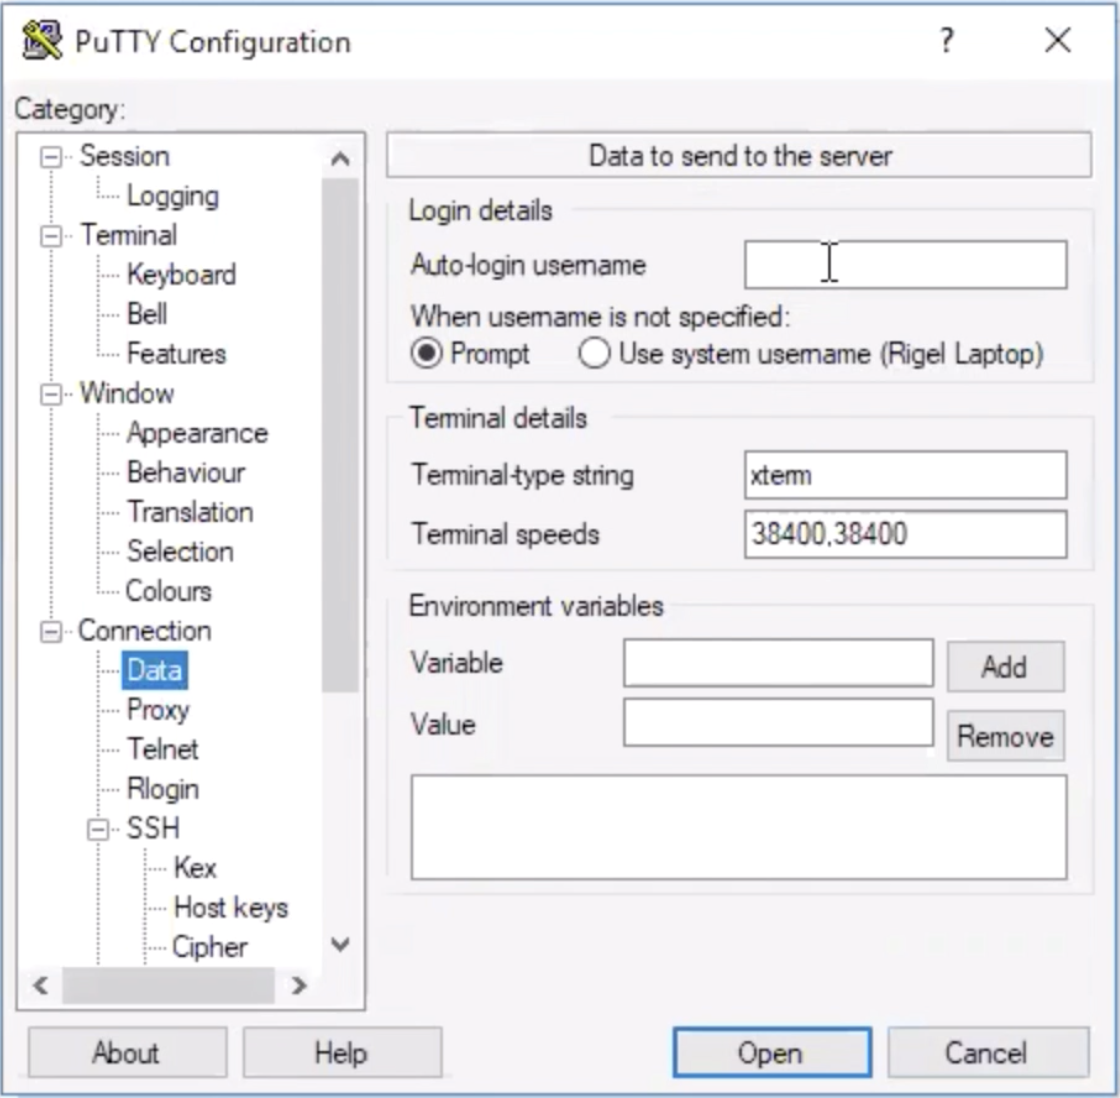 PuTTY Configuration
?
Category:
Session
Logging
Terminal
Keyboard
Bell
Features
Window
Appearance
Behaviour
Translation
Selection
Colours
Connection
Data
Proxy
Telnet
Rlogin
SSH
Kex
Host keys
Cipher
Data to send to the server
Login details
Auto-login username
When username is not specified:
Prompt Use system username (Rigel Laptop)
Terminal details
Terminal-type string xterm
Terminal speeds 38400,38400
Environment variables
Variable Add
Value Remove
About Help Open Cancel